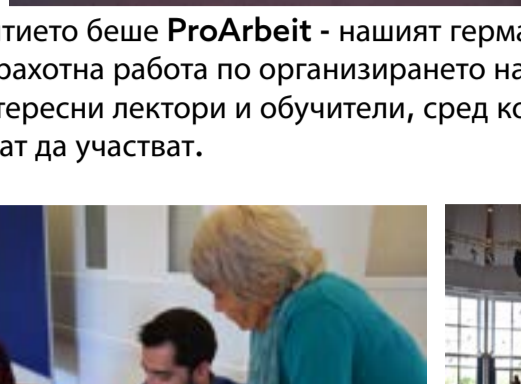 тието беше ProArbeit - нашият герма
рахотна работа по организирането на
тересни лектори и обучители, сред ко
ат да участват.